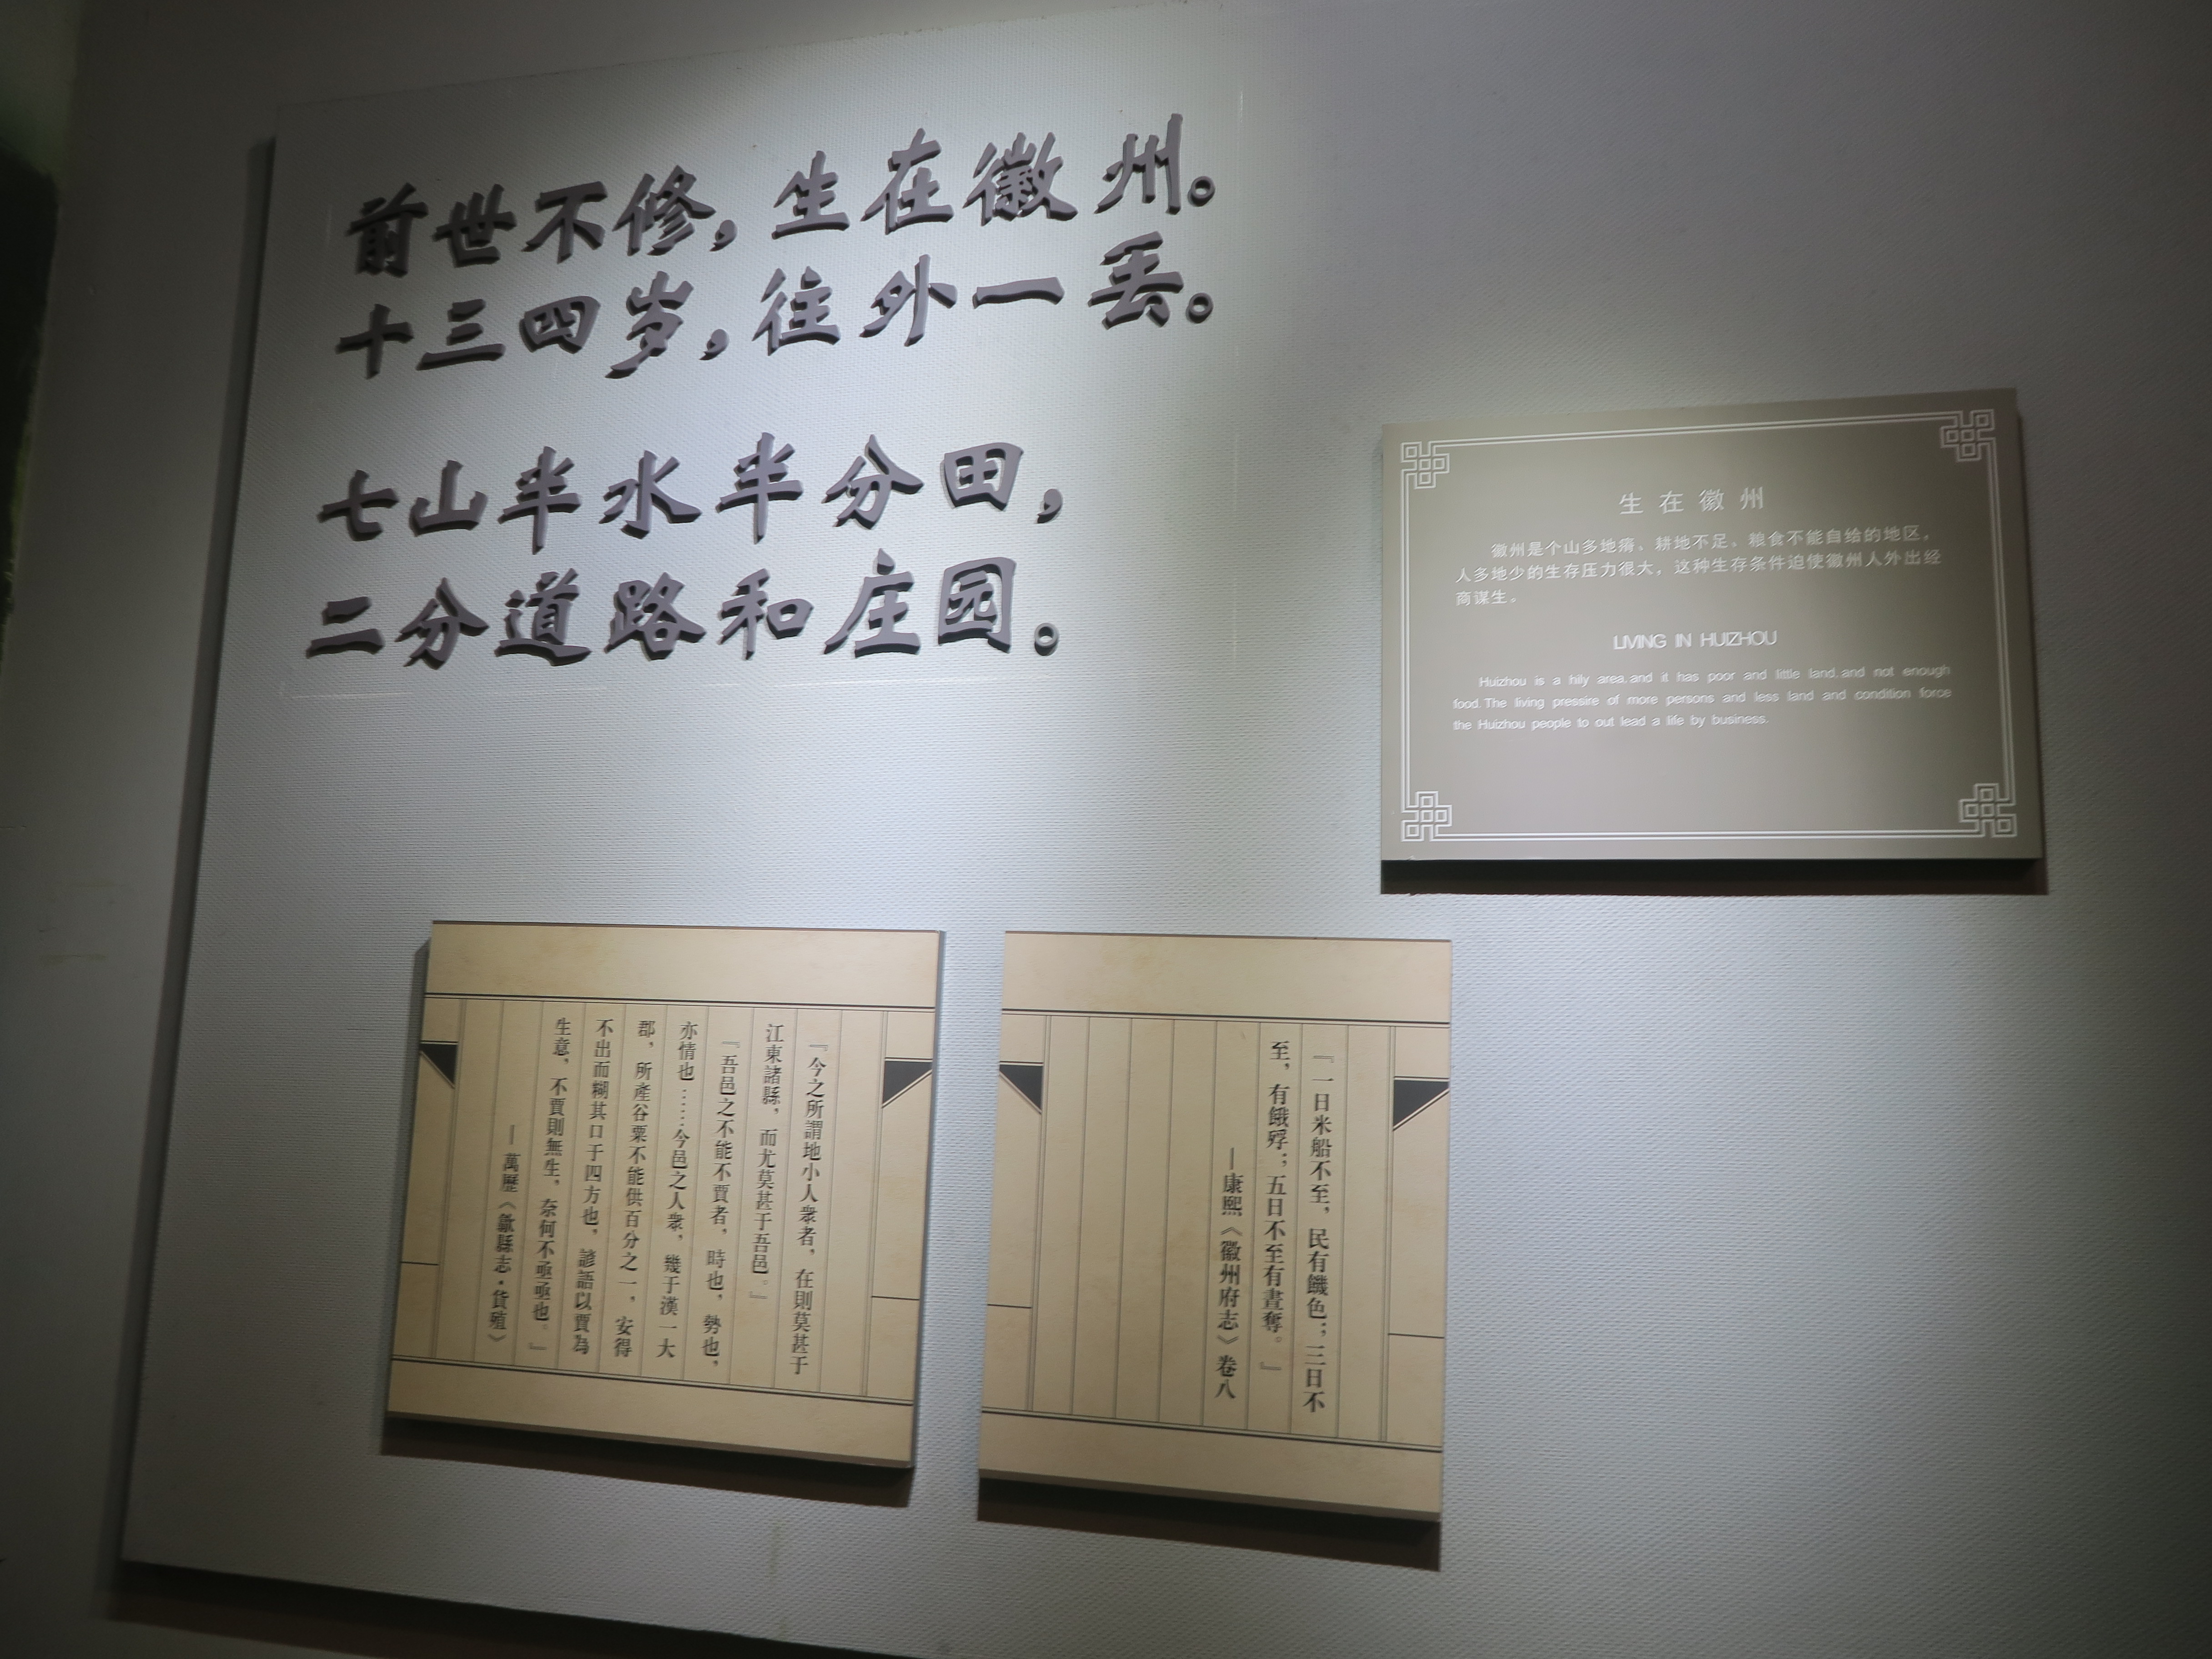 前世不修,生在徽州。
十三四岁,往外一丢。
七山半水半分田,
二分道路和庄园。
生在徽州
徽州是个山多地瘠、耕地不足、粮食不能自给的地区,
人多地少的生存压力很大,这种生存条件迫使徽州人外出经
商谋生。
LIVING IN HUIZHOU
Huizhou is a hily area,and it has poor and little land,and not enough
food.The living pressire of more persons and less land and condition force
the Huizhou people to out lead a life by business.
『今之所謂地小人衆者,在則莫甚于
江東諸縣,而尤莫甚于吾邑。』
『吾邑之不能不賈者,時也,勢也,
亦情也……今邑之人衆,幾于漢一大
郡,所產谷粟不能供百分之一,安得
不出而糊其口于四方也,諺語以賈為
生意,不賈則無生,奈何不亟亟也。』
—萬歷《歙縣志·貨殖》
『一日米船不至,民有饑色;三日不
至,有餓殍;五日不至有晝奪。』
—康熙《徽州府志》卷八